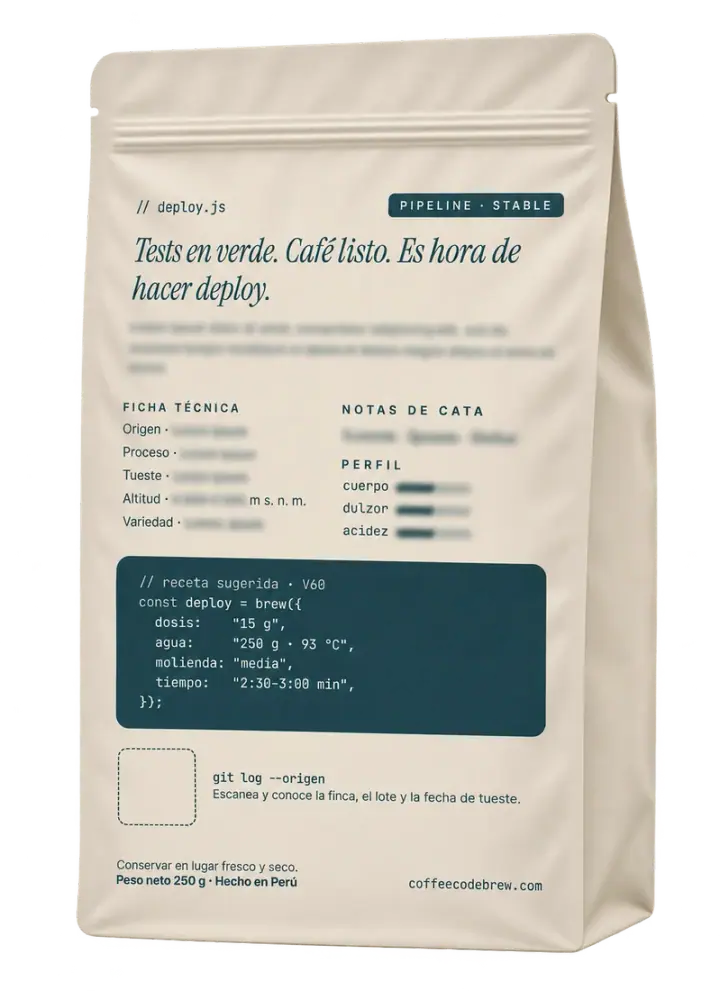 // deploy.js
PIPELINE · STABLE
Tests en verde. Café listo. Es hora de
hacer deploy.
FICHA TÉCNICA
Origen ·
Proceso ·
Tueste ·
Altitud · m s. n. m.
Variedad ·
NOTAS DE CATA
PERFIL
cuerpo
dulzor
acidez
// receta sugerida · V60
const deploy = brew({
  dosis:    "15 g",
  agua:     "250 g · 93 °C",
  molienda: "media",
  tiempo:   "2:30–3:00 min",
});
git log --origen
Escanea y conoce la finca, el lote y la fecha de tueste.
Conservar en lugar fresco y seco.
Peso neto 250 g · Hecho en Perú
coffeecodebrew.com